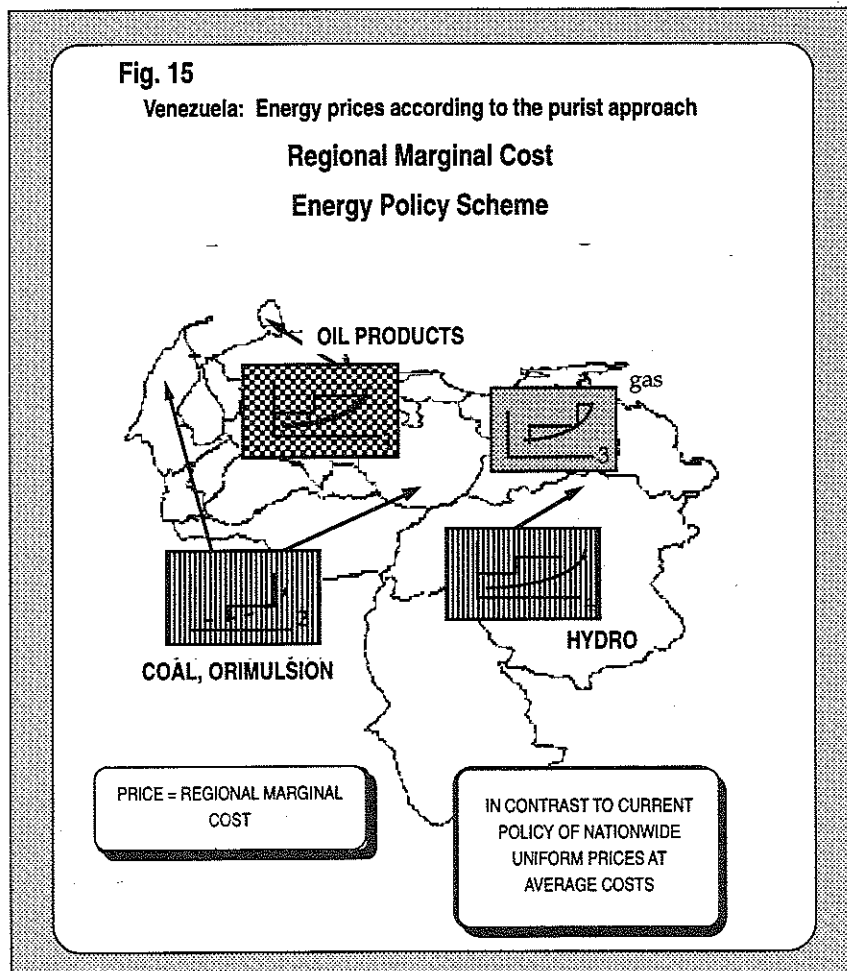 Fig. 15
Venezuela: Energy prices according to the purist approach
Regional Marginal Cost
Energy Policy Scheme
OIL PRODUCTS
gas
3
2
COAL, ORIMULSION
HYDRO
PRICE = REGIONAL MARGINAL
COST
IN CONTRAST TO CURRENT
POLICY OF NATIONWIDE
UNIFORM PRICES AT
AVERAGE COSTS